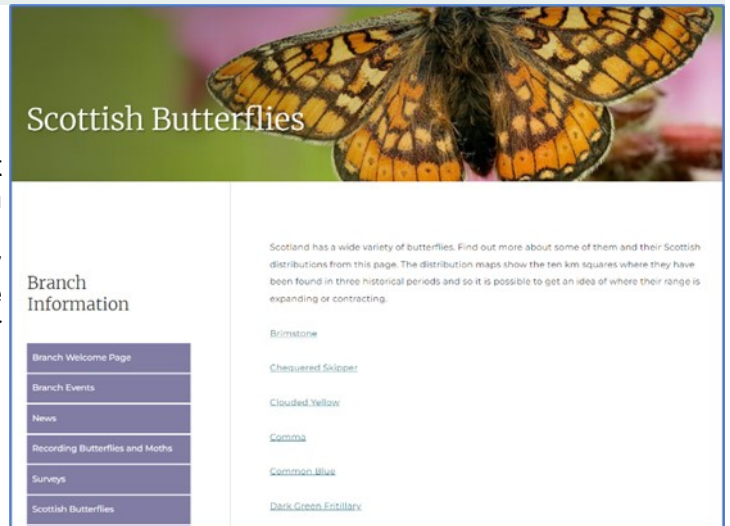 Scottish Butterflies
Branch
Information
Branch Welcome Page
Branch Events
News
Recording Butterflies and Moths
Surveys
Scottish Butterflies
Scotland has a wide variety of butterflies. Find out more about some of them and their Scottish
distributions from this page. The distribution maps show the ten km squares where they have
been found in three historical periods and so it is possible to get an idea of where their range is
expanding or contracting.
Brimstone
Chequered Skipper
Clouded Yellow
Comma
Common Blue
Dark Green Fritillary